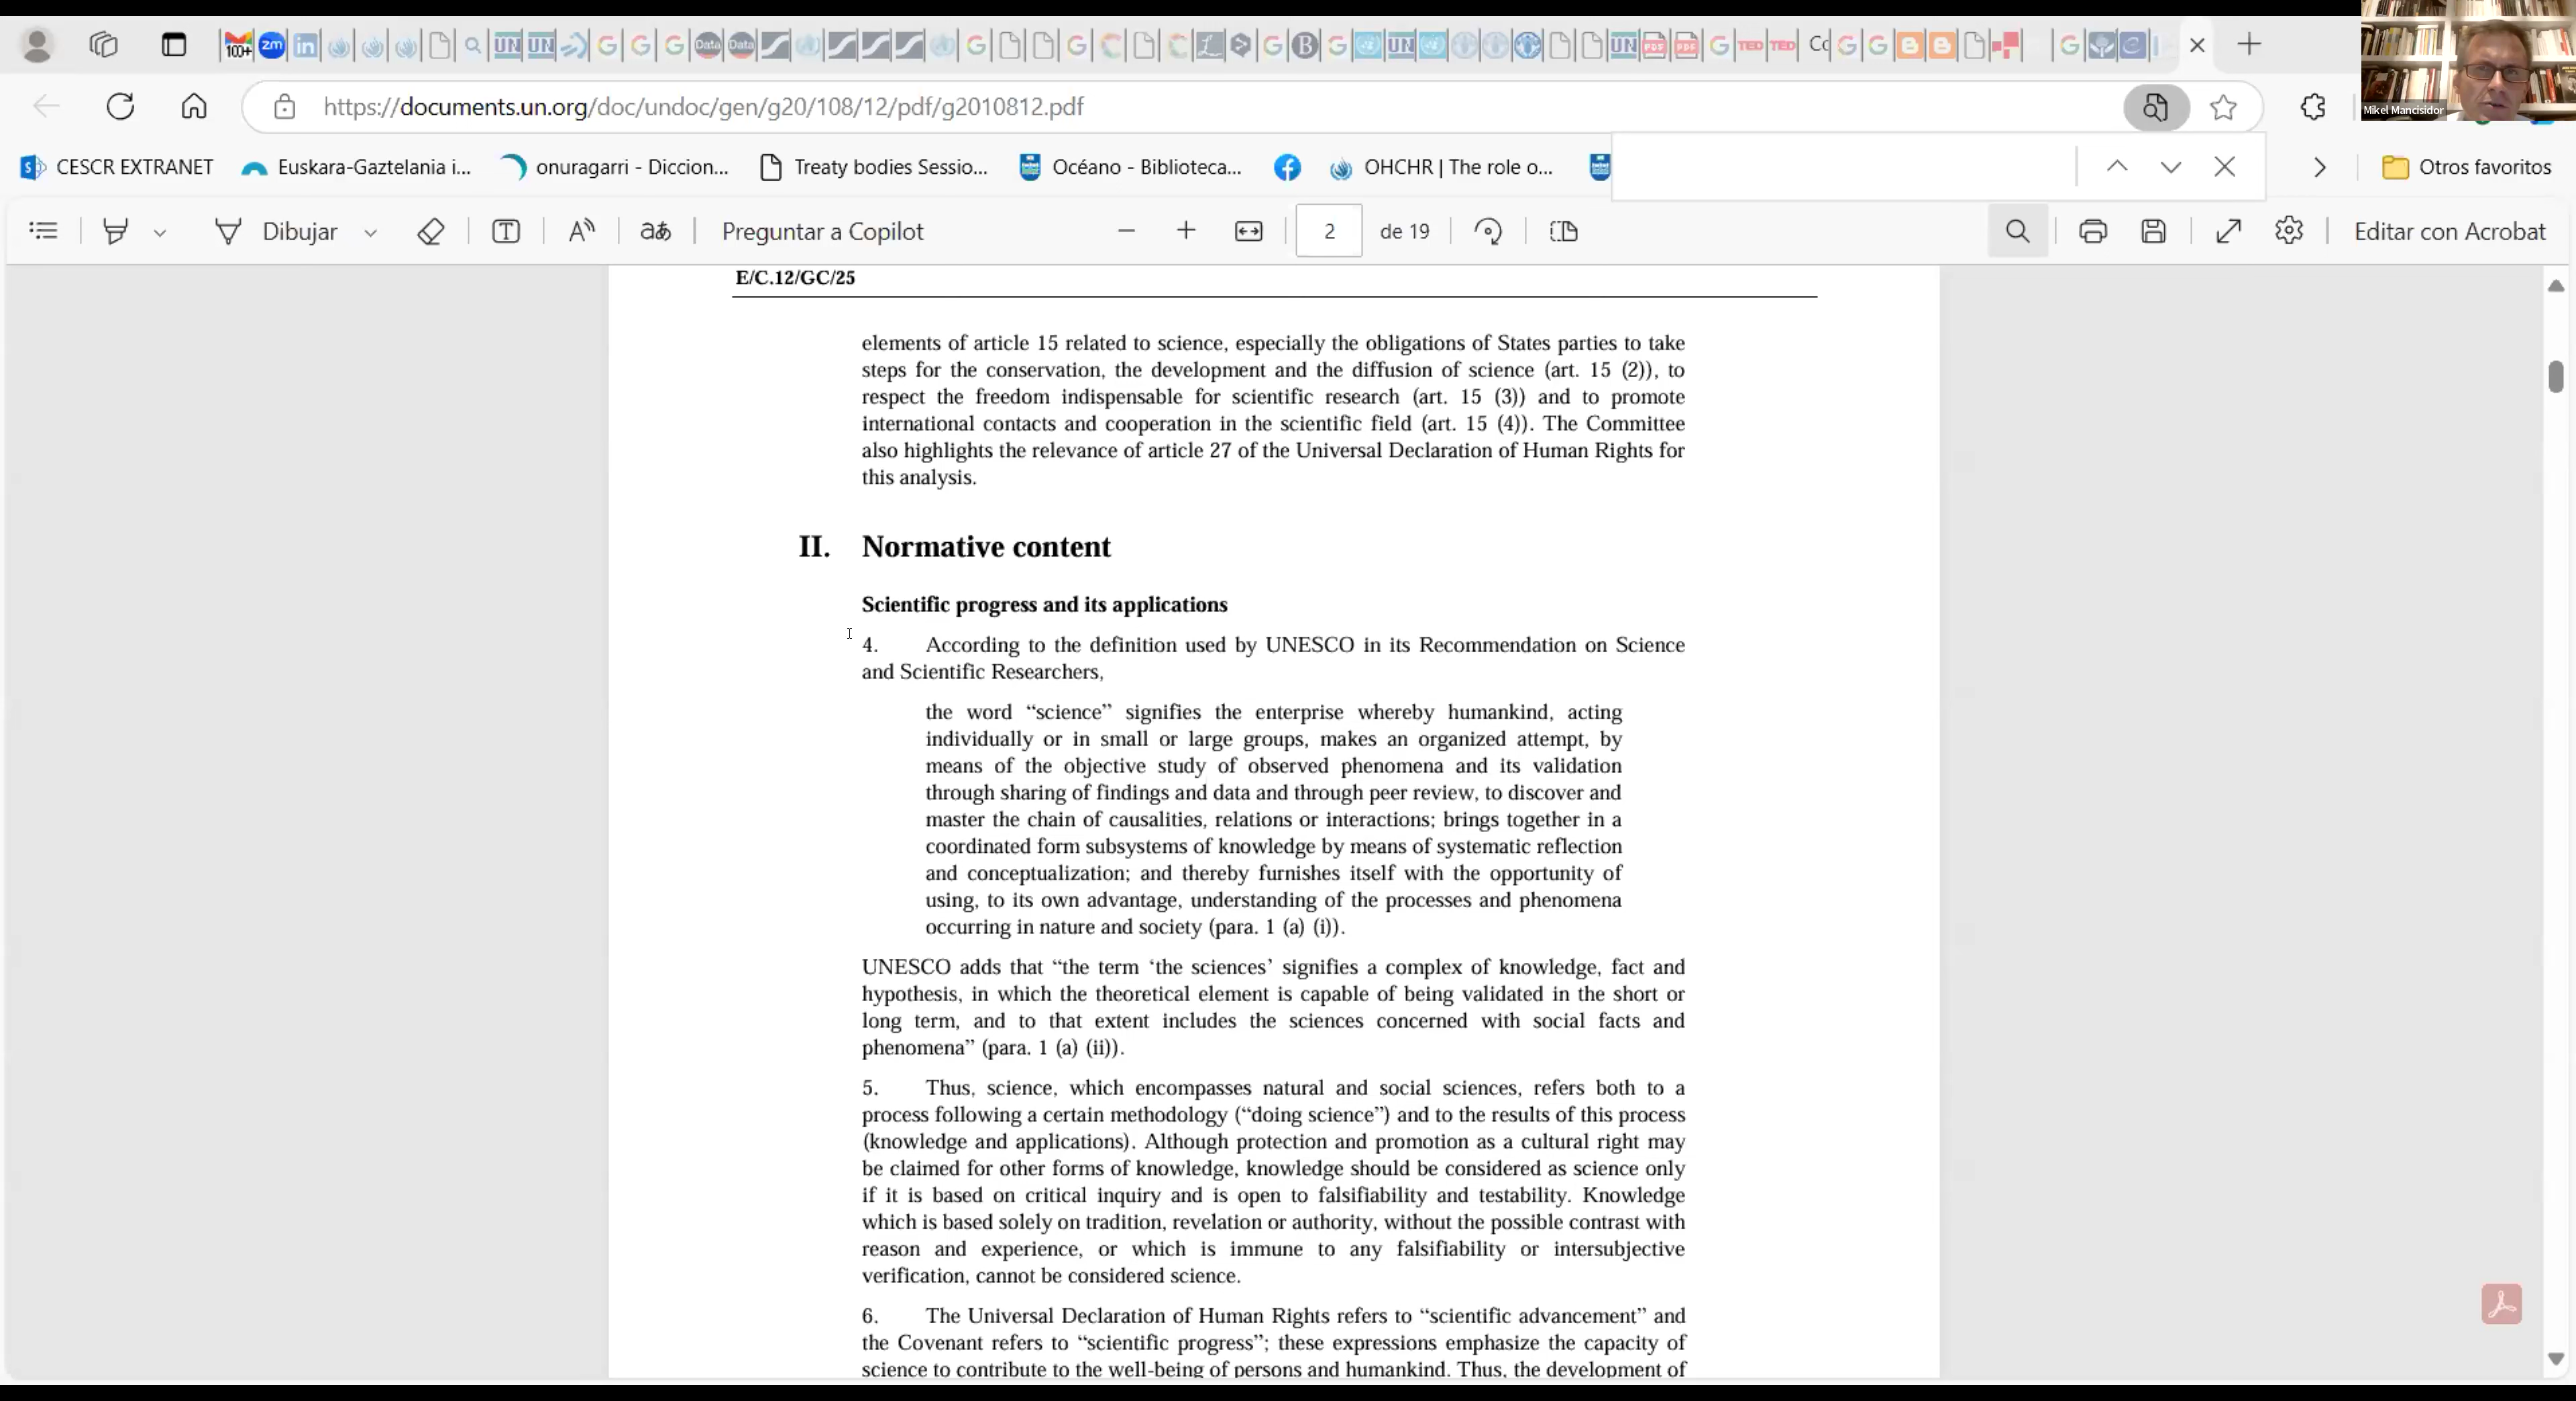 100+ zm in UN UN G G G Data Data G G C C L G B G UN UN PDF PDF G TED TED G G G
Mikel Mancisidor
https://documents.un.org/doc/undoc/gen/g20/108/12/pdf/g2010812.pdf
CESCR EXTRANET Euskara-Gaztelania i... onuragarri - Diccion... Treaty bodies Sessio... Océano - Biblioteca... OHCHR | The role o... Otros favoritos
Dibujar Preguntar a Copilot 2 de 19 Editar con Acrobat
E/C.12/GC/25
elements of article 15 related to science, especially the obligations of States parties to take
steps for the conservation, the development and the diffusion of science (art. 15 (2)), to
respect the freedom indispensable for scientific research (art. 15 (3)) and to promote
international contacts and cooperation in the scientific field (art. 15 (4)). The Committee
also highlights the relevance of article 27 of the Universal Declaration of Human Rights for
this analysis.
II. Normative content
Scientific progress and its applications
4. According to the definition used by UNESCO in its Recommendation on Science
and Scientific Researchers,
the word “science” signifies the enterprise whereby humankind, acting
individually or in small or large groups, makes an organized attempt, by
means of the objective study of observed phenomena and its validation
through sharing of findings and data and through peer review, to discover and
master the chain of causalities, relations or interactions; brings together in a
coordinated form subsystems of knowledge by means of systematic reflection
and conceptualization; and thereby furnishes itself with the opportunity of
using, to its own advantage, understanding of the processes and phenomena
occurring in nature and society (para. 1 (a) (i)).
UNESCO adds that “the term ‘the sciences’ signifies a complex of knowledge, fact and
hypothesis, in which the theoretical element is capable of being validated in the short or
long term, and to that extent includes the sciences concerned with social facts and
phenomena” (para. 1 (a) (ii)).
5. Thus, science, which encompasses natural and social sciences, refers both to a
process following a certain methodology (“doing science”) and to the results of this process
(knowledge and applications). Although protection and promotion as a cultural right may
be claimed for other forms of knowledge, knowledge should be considered as science only
if it is based on critical inquiry and is open to falsifiability and testability. Knowledge
which is based solely on tradition, revelation or authority, without the possible contrast with
reason and experience, or which is immune to any falsifiability or intersubjective
verification, cannot be considered science.
6. The Universal Declaration of Human Rights refers to “scientific advancement” and
the Covenant refers to “scientific progress”; these expressions emphasize the capacity of
science to contribute to the well-being of persons and humankind. Thus, the development of